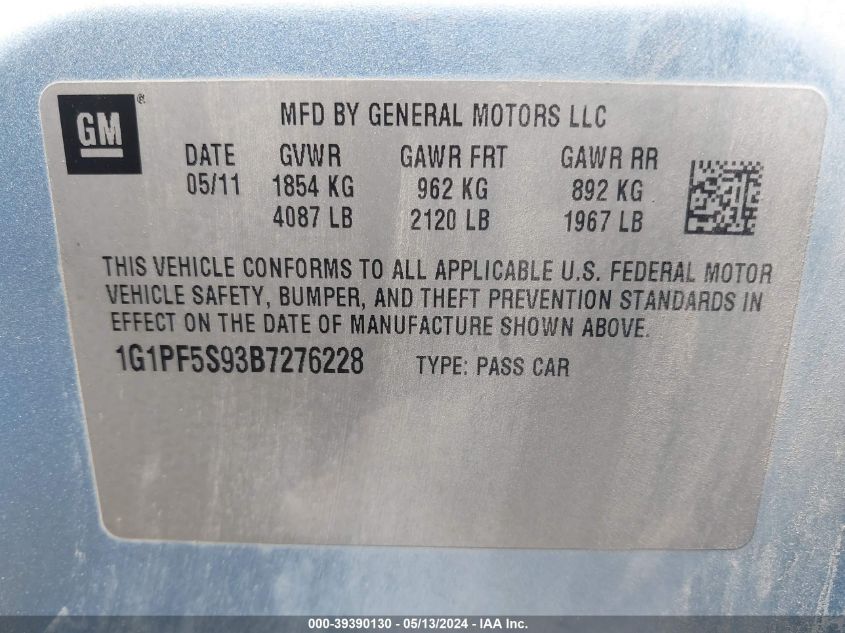 GM®
MFD BY GENERAL MOTORS LLC
DATE GVWR GAWR FRT GAWR RR
05/11 1854 KG 962 KG 892 KG
4087 LB 2120 LB 1967 LB
THIS VEHICLE CONFORMS TO ALL APPLICABLE U.S. FEDERAL MOTOR
VEHICLE SAFETY, BUMPER, AND THEFT PREVENTION STANDARDS IN
EFFECT ON THE DATE OF MANUFACTURE SHOWN ABOVE.
1G1PF5S93B7276228 TYPE: PASS CAR
000-39390130 - 05/13/2024 - IAA Inc.